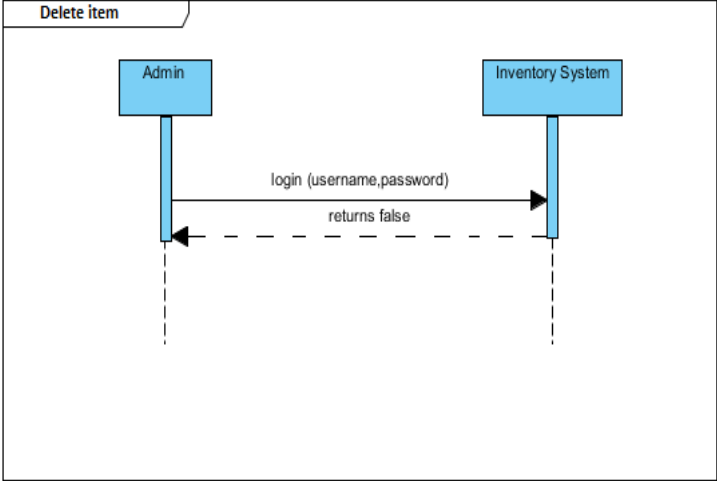 Delete item
Admin
Inventory System
login (username,password)
returns false